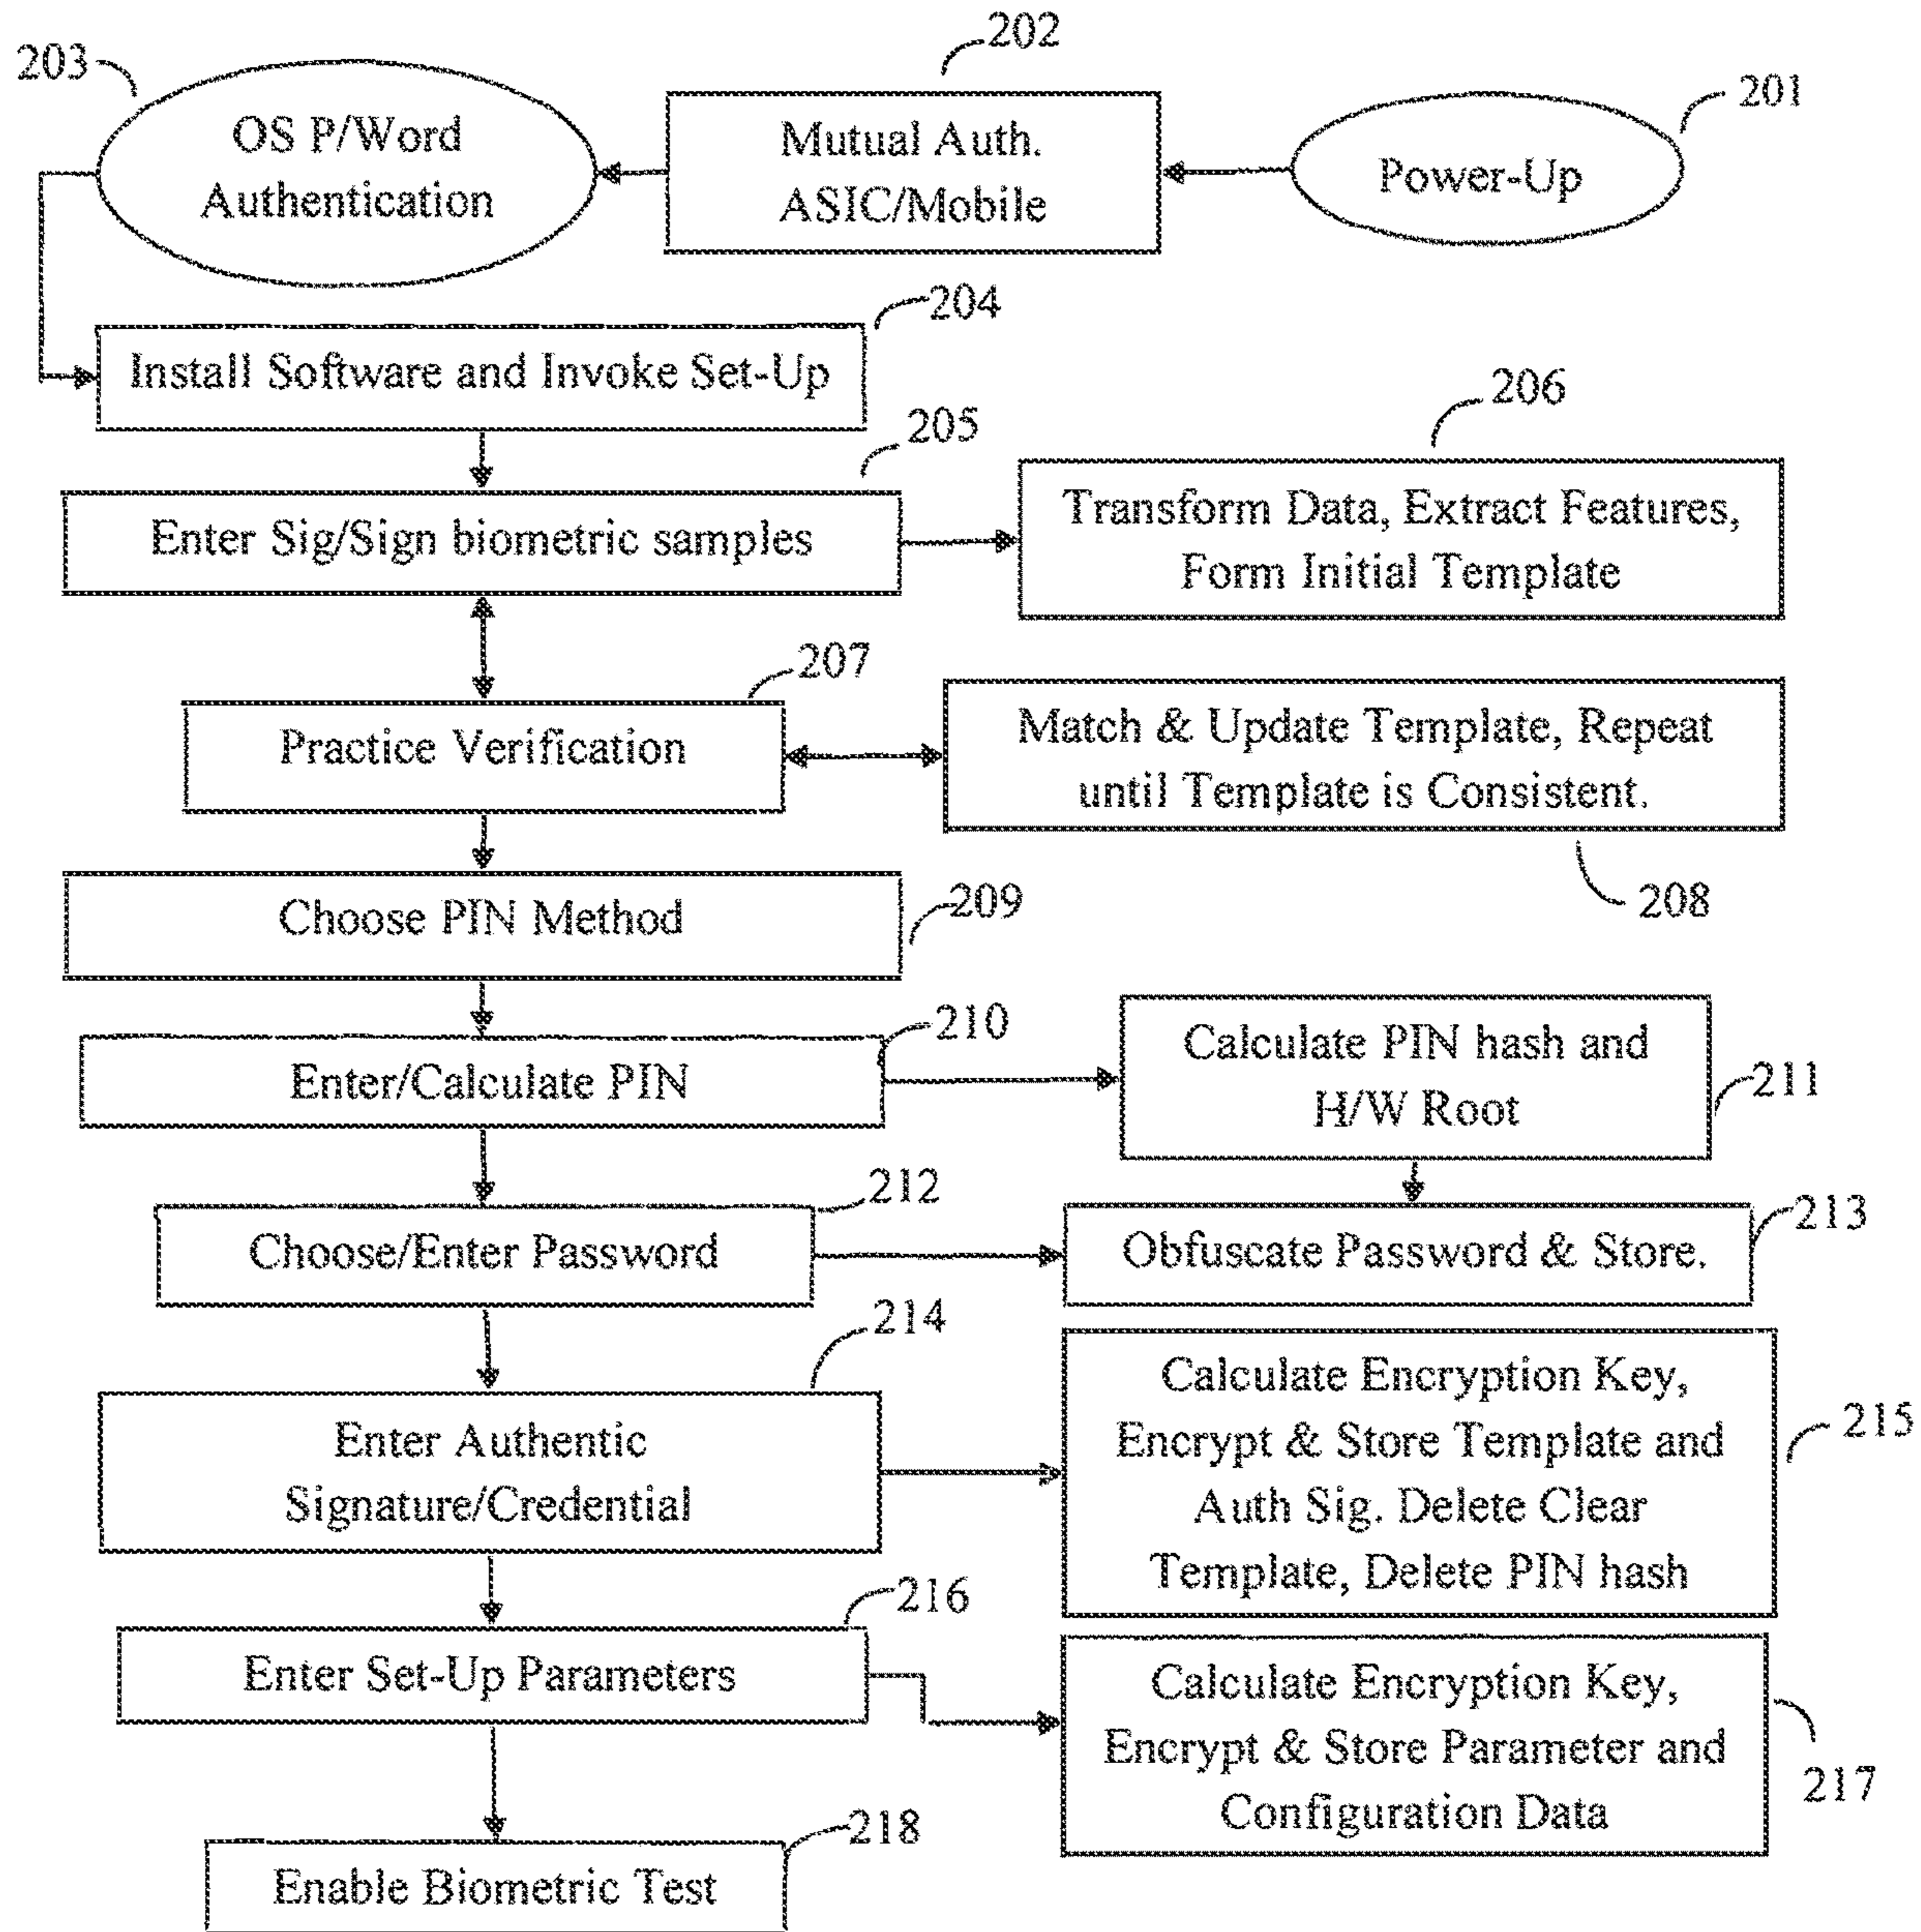 202
203
201
OS P/Word
Authentication
Mutual Auth.
ASIC/Mobile
Power-Up
204
Install Software and Invoke Set-Up
205
206
Enter Sig/Sign biometric samples
Transform Data, Extract Features,
Form Initial Template
207
Practice Verification
Match & Update Template, Repeat
until Template is Consistent.
208
Choose PIN Method
209
210
Enter/Calculate PIN
Calculate PIN hash and
H/W Root
211
212
Choose/Enter Password
Obfuscate Password & Store.
213
214
Enter Authentic
Signature/Credential
Calculate Encryption Key,
Encrypt & Store Template and
Auth Sig. Delete Clear
Template, Delete PIN hash
215
216
Enter Set-Up Parameters
Calculate Encryption Key,
Encrypt & Store Parameter and
Configuration Data
217
218
Enable Biometric Test